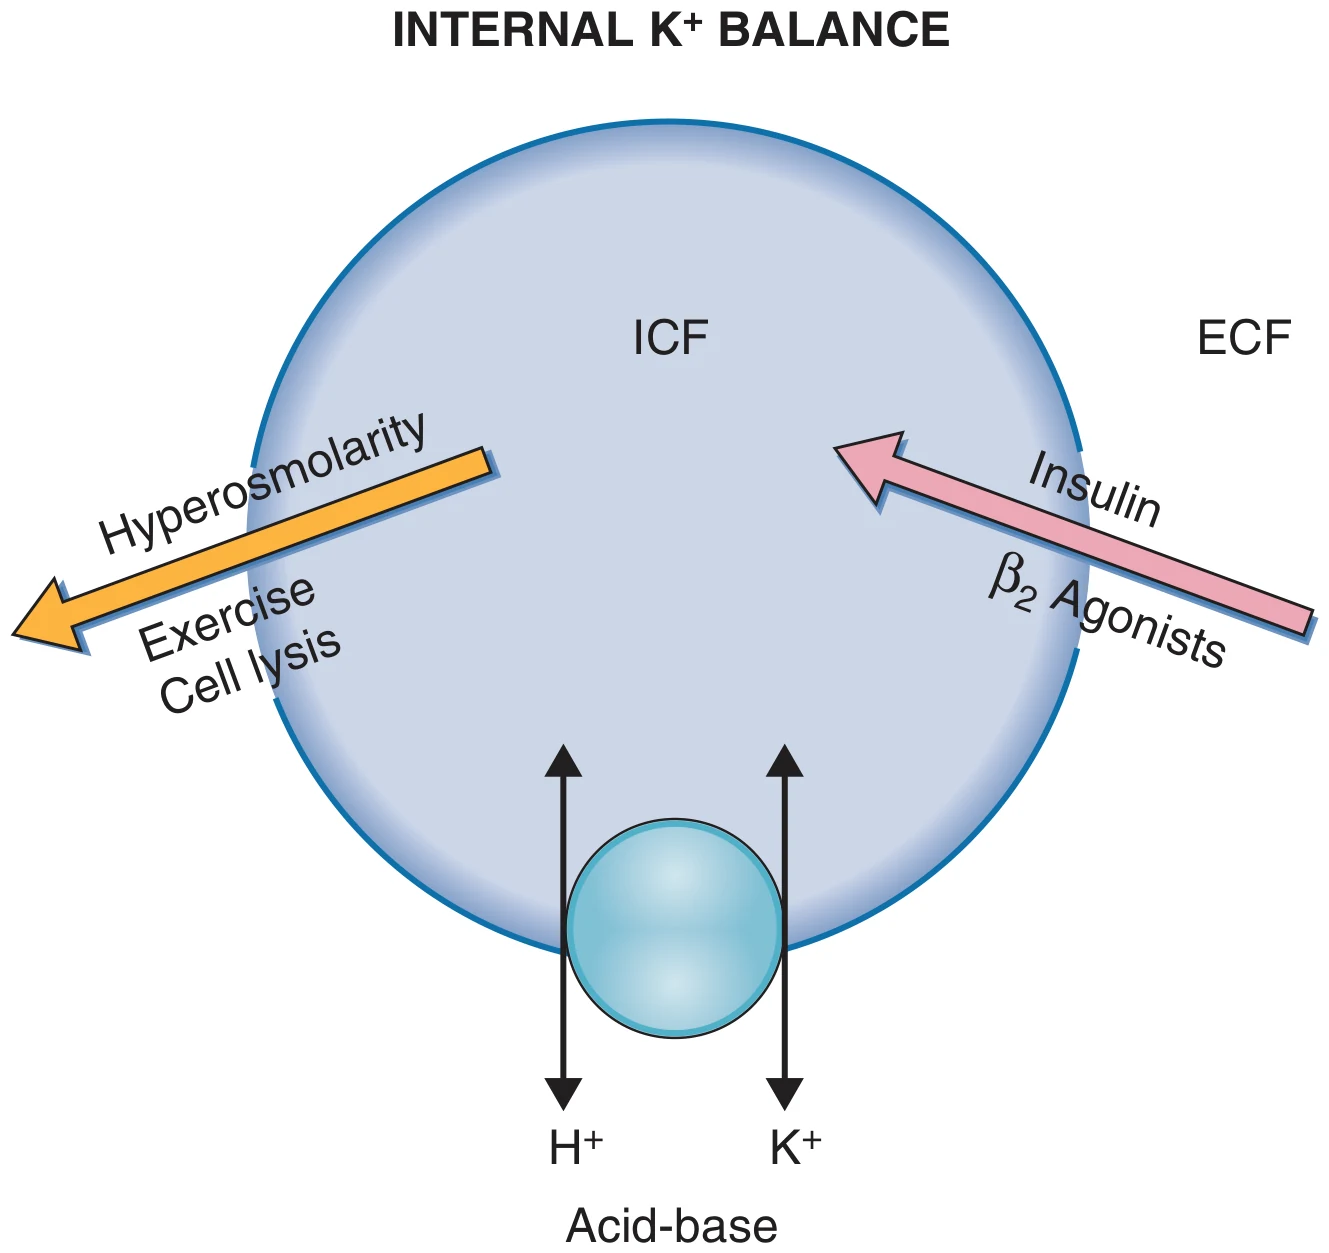 INTERNAL K⁺ BALANCE
ICF
ECF
Hyperosmolarity
Exercise
Cell lysis
Insulin
β₂ Agonists
H⁺
K⁺
Acid-base